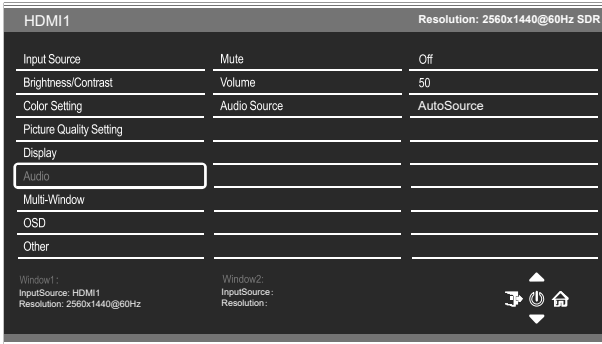 HDMI1 Resolution: 2560x1440@60Hz SDR
Input Source Mute Off
Brightness/Contrast Volume 50
Color Setting Audio Source AutoSource
Picture Quality Setting
Display
Audio
Multi-Window
OSD
Other
Window1: Window2:
InputSource: HDMI1 InputSource:
Resolution: 2560x1440@60Hz Resolution: